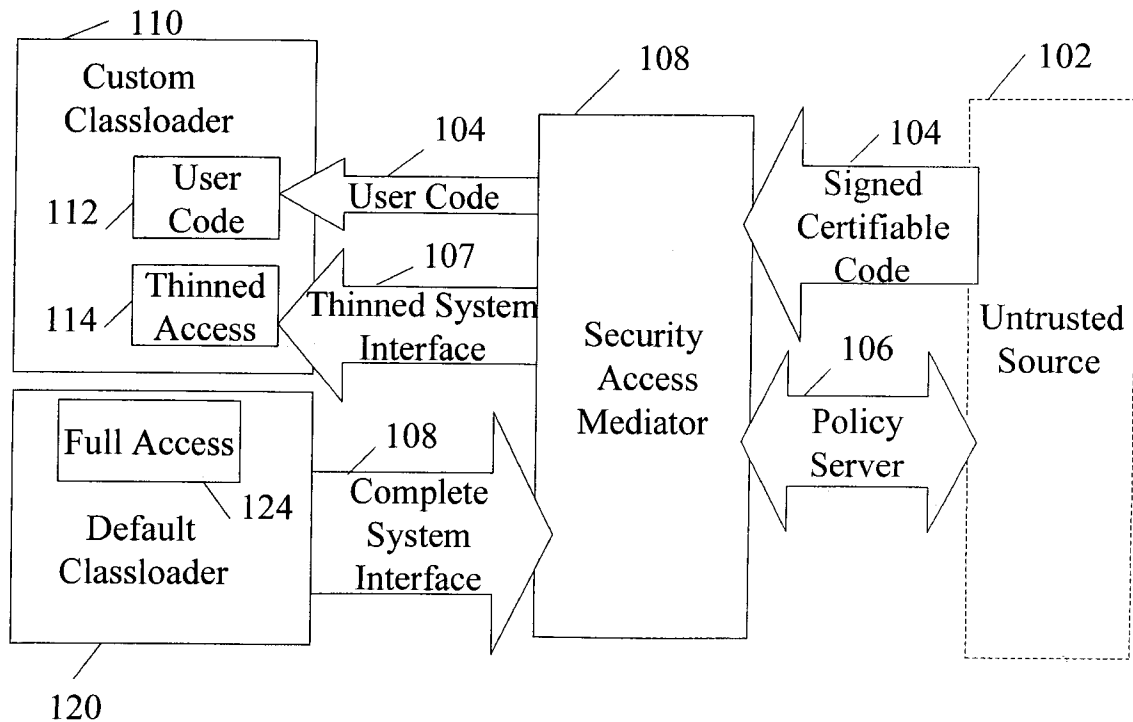 110
Custom
Classloader
User
Code
112
Thinned
Access
114
104
User Code
107
Thinned System
Interface
108
Security
Access
Mediator
102
104
Signed
Certifiable
Code
Untrusted
Source
106
Policy
Server
Full Access
124
Default
Classloader
120
108
Complete
System
Interface